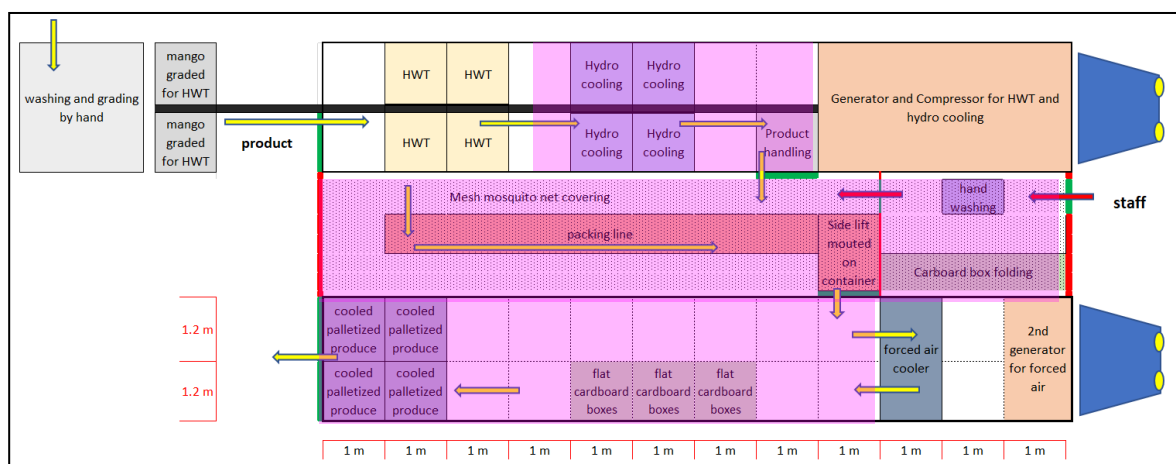 washing and grading
by hand
mango
graded
for HWT
mango
graded
for HWT
product
HWT
HWT
HWT
HWT
Hydro
cooling
Hydro
cooling
Hydro
cooling
Hydro
cooling
Product
handling
Generator and Compressor for HWT and
hydro cooling
Mesh mosquito net covering
hand
washing
staff
packing line
Side lift
mouted
on
container
Carboard box folding
1.2 m
1.2 m
cooled
palletized
produce
cooled
palletized
produce
cooled
palletized
produce
cooled
palletized
produce
flat
cardboard
boxes
flat
cardboard
boxes
flat
cardboard
boxes
forced air
cooler
2nd
generator
for forced
air
1 m
1 m
1 m
1 m
1 m
1 m
1 m
1 m
1 m
1 m
1 m
1 m